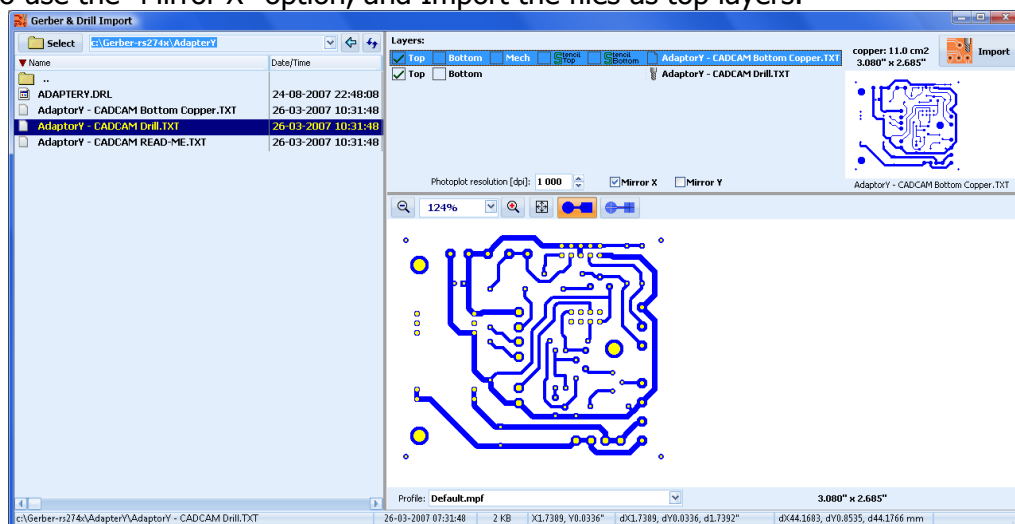 o use the "Mirror X" option, and import the files as top layers.
Gerber & Drill Import
Select c:\Gerber-rs274x\AdapterY
Name Date/Time
..
ADAPTERY.DRL 24-08-2007 22:48:08
AdaptorY - CADCAM Bottom Copper.TXT 26-03-2007 10:31:48
AdaptorY - CADCAM Drill.TXT 26-03-2007 10:31:48
AdaptorY - CADCAM READ-ME.TXT 26-03-2007 10:31:48
Layers:
Top Bottom Mech Stencil Top Stencil Bottom AdaptorY - CADCAM Bottom Copper.TXT
Top Bottom AdaptorY - CADCAM Drill.TXT
Photoplot resolution [dpi]: 1 000 Mirror X Mirror Y
copper: 11.0 cm2
3.080" x 2.685"
Import
AdaptorY - CADCAM Bottom Copper.TXT
124%
Profile: Default.mpf 3.080" x 2.685"
c:\Gerber-rs274x\AdapterY\AdaptorY - CADCAM Drill.TXT 26-03-2007 07:31:48 2 KB X1.7389, Y0.0336" dX1.7389, dY0.0336, d1.7392" dX44.1683, dY0.8535, d44.1766 mm